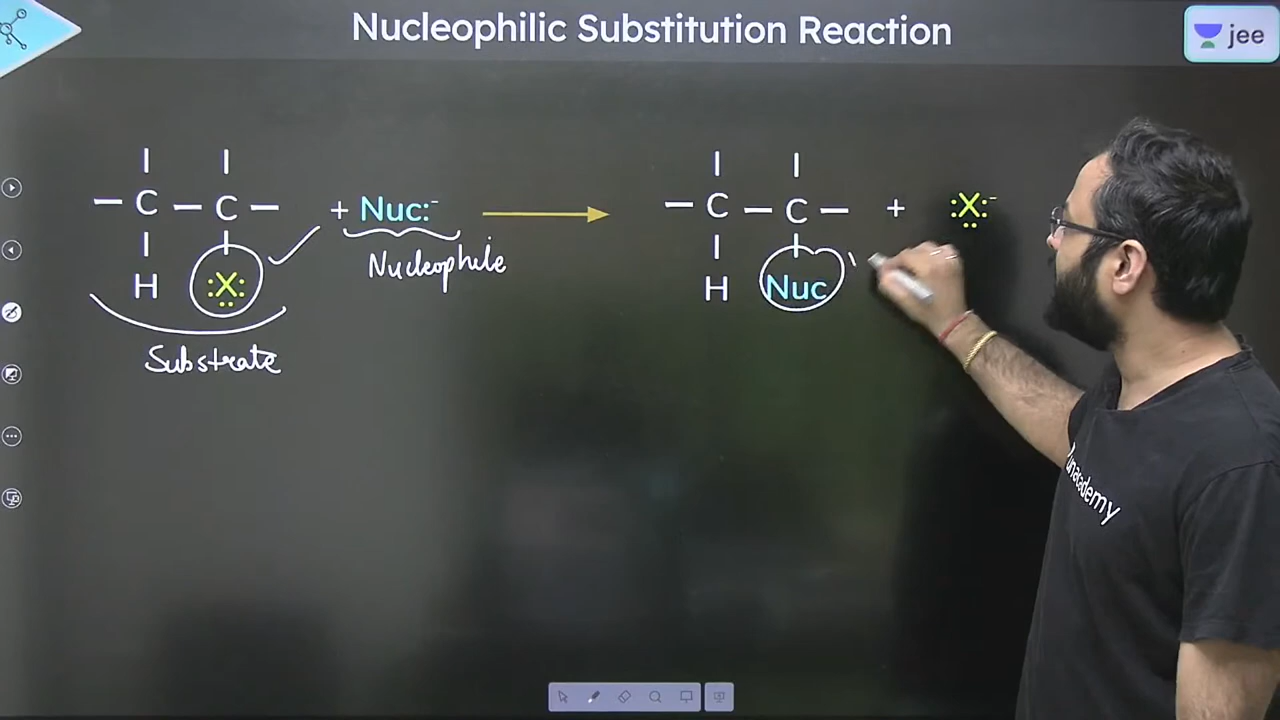 Nucleophilic Substitution Reaction
jee
— C — C — + Nuc:⁻ → — C — C — + :X:⁻
H X H Nuc
Nucleophile
Substrate
unacademy